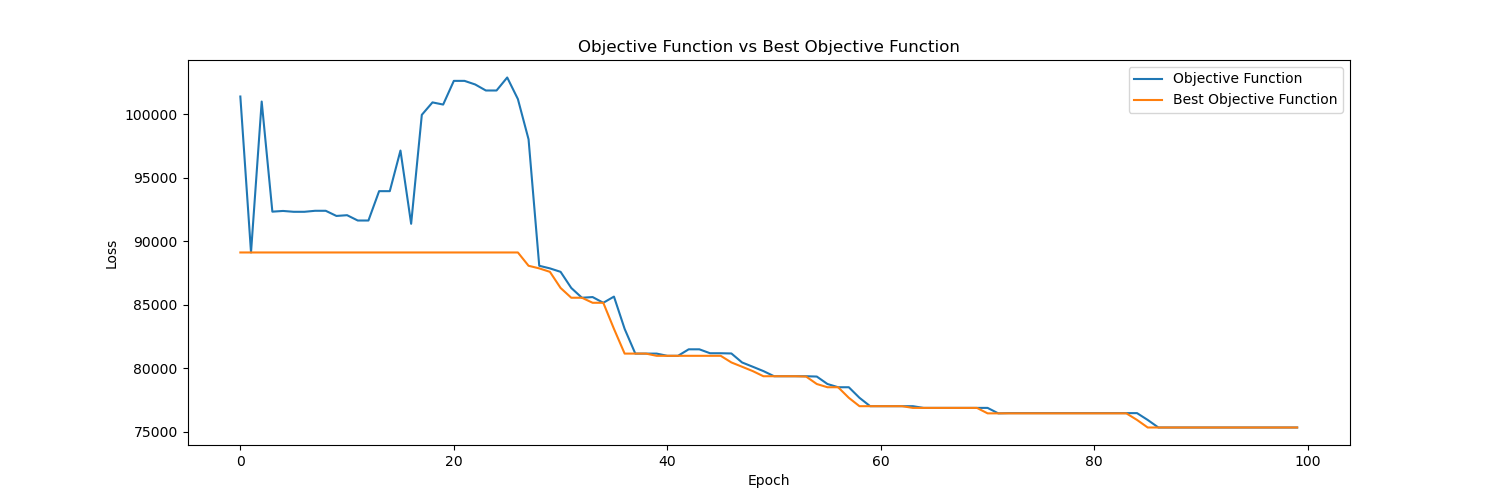 Objective Function vs Best Objective Function
Objective Function
Best Objective Function
100000
95000
90000
85000
80000
75000
Loss
0 20 40 60 80 100
Epoch